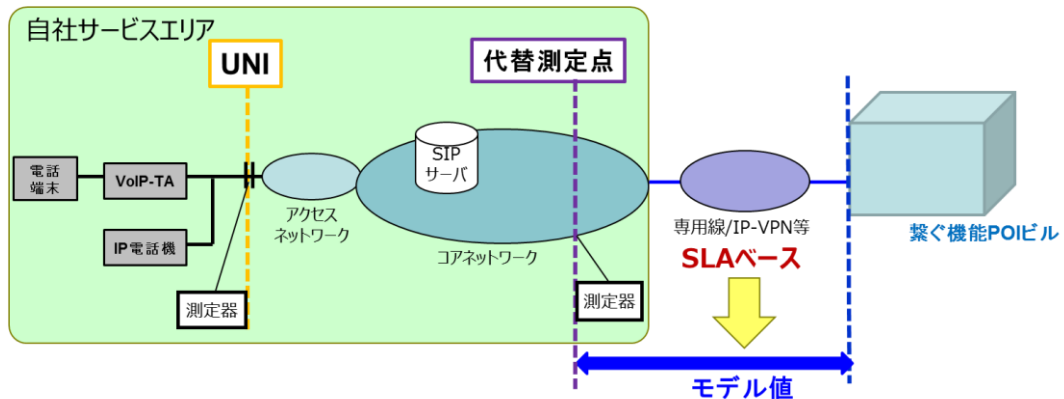 自社サービスエリア
UNI
代替測定点
SIP
サーバ
電話
端末
VoIP-TA
IP電話機
アクセス
ネットワーク
コアネットワーク
専用線/IP-VPN等
SLAベース
繋ぐ機能POIビル
測定器
測定器
モデル値